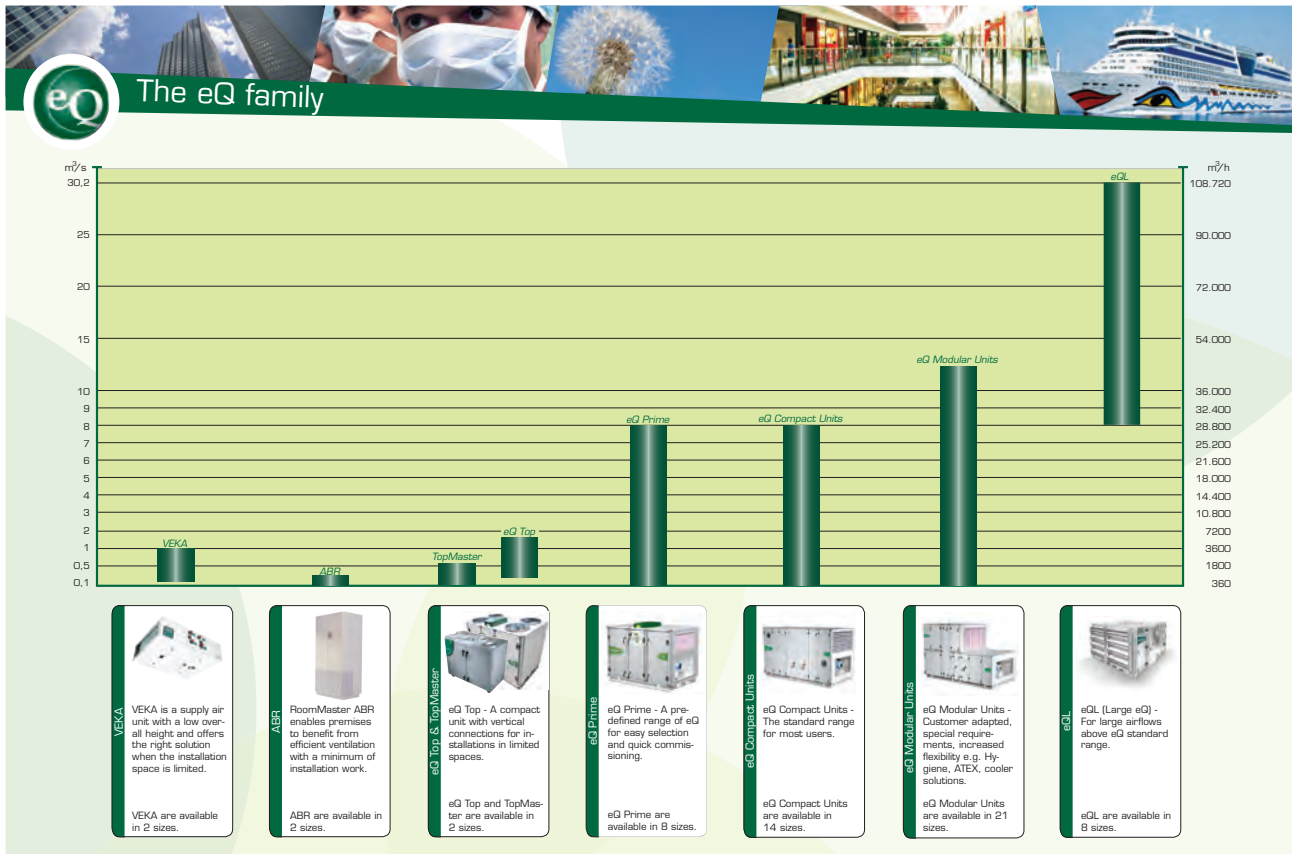 eQ
The eQ family
m³/s
30,2
25
20
15
10
9
8
7
6
5
4
3
2
1
0,5
0,1
m³/h
108.720
90.000
72.000
54.000
36.000
32.400
28.800
25.200
21.600
18.000
14.400
10.800
7200
3600
1800
360
VEKA
ABR
TopMaster
eQ Top
eQ Prime
eQ Compact Units
eQ Modular Units
eQL
VEKA
VEKA is a supply air
unit with a low over-
all height and offers
the right solution
when the installation
space is limited.
VEKA are available
in 2 sizes.
ABR
RoomMaster ABR
enables premises
to benefit from
efficient ventilation
with a minimum of
installation work.
ABR are available in
2 sizes.
eQ Top & TopMaster
eQ Top - A compact
unit with vertical
connections for in-
stallations in limited
spaces.
eQ Top and TopMas-
ter are available in
2 sizes.
eQ Prime
eQ Prime - A pre-
defined range of eQ
for easy selection
and quick commis-
sioning.
eQ Prime are
available in 8 sizes.
eQ Compact Units
eQ Compact Units -
The standard range
for most users.
eQ Compact Units
are available in
14 sizes.
eQ Modular Units
eQ Modular Units -
Customer adapted,
special require-
ments, increased
flexibility e.g. Hy-
giene, ATEX, cooler
solutions.
eQ Modular Units
are available in 21
sizes.
eQL
eQL (Large eQ) -
For large airflows
above eQ standard
range.
eQL are available in
8 sizes.